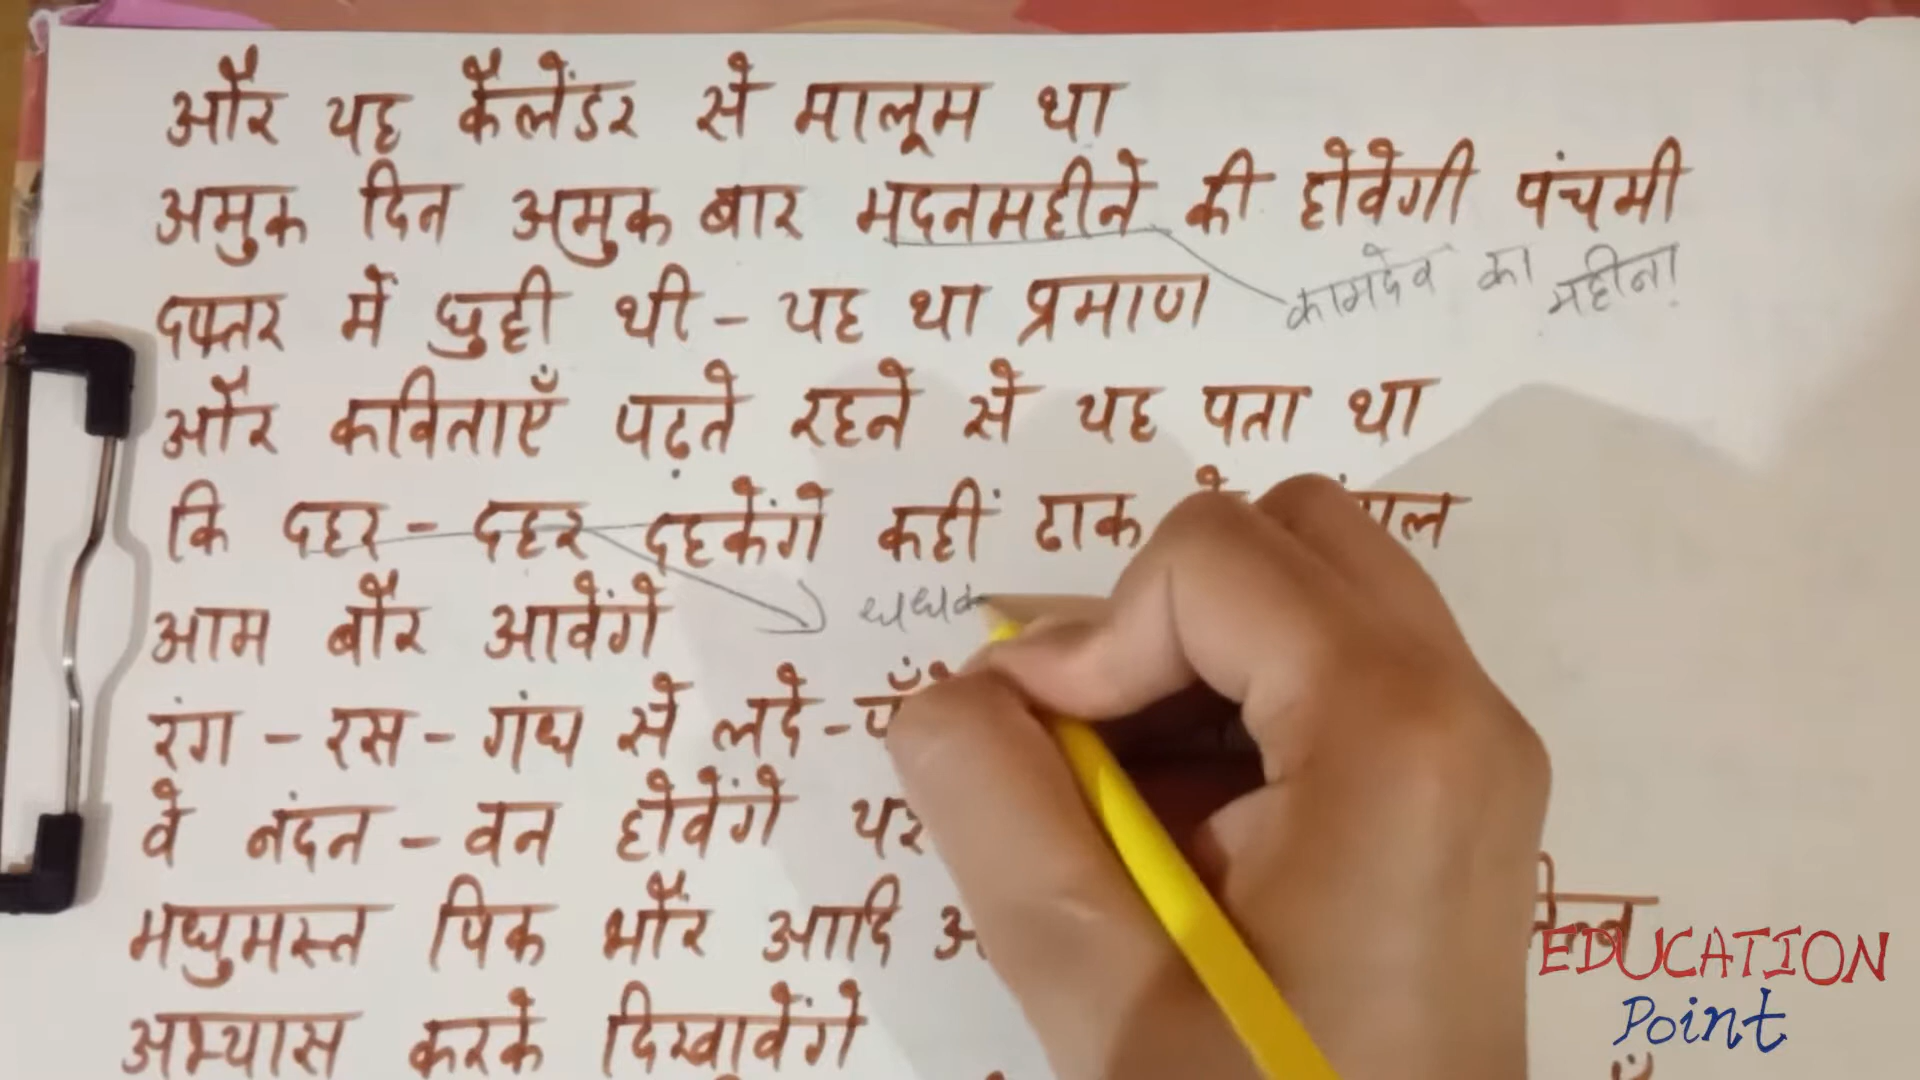 और यह कैलेंडर से मालूम था
अमुक दिन अमुक बार मदनमहीने की होवेगी पंचमी
कामदेव का महीना
दफ्तर में छुट्टी थी - यह था प्रमाण
और कविताएँ पढ़ते रहने से यह पता था
कि दहर - दहर दहकेंगे कहीं ढाक
धधक
आम बौर आवेंगे
रंग - रस - गंध से लदे -
वे नंदन - वन होवेंगे
मधुमस्त पिक भौंर आदि
अभ्यास करके दिखावेंगे
EDUCATION
Point